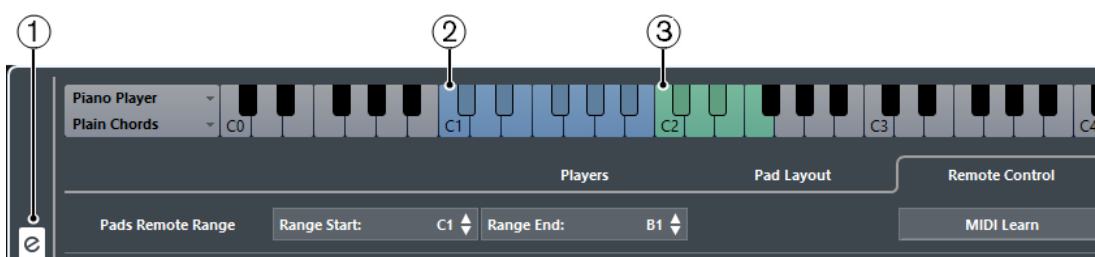 1 2 3
Piano Player
Plain Chords C0 C1 C2 C3 C4
Players Pad Layout Remote Control
Pads Remote Range Range Start: C1 Range End: B1 MIDI Learn
e